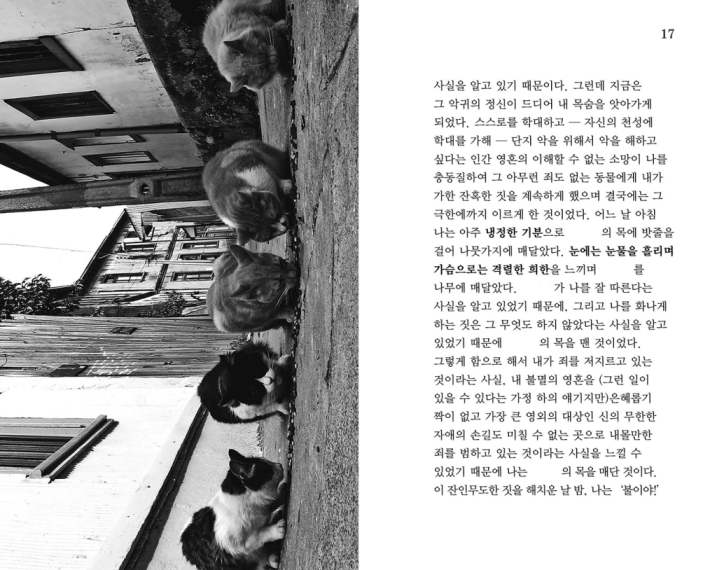 17
사실을 알고 있기 때문이다. 그런데 지금은
그 악귀의 정신이 드디어 내 목숨을 앗아가게
되었다. 스스로를 학대하고 — 자신의 천성에
학대를 가해 — 단지 악을 위해서 악을 해하고
싶다는 인간 영혼의 이해할 수 없는 소망이 나를
충동질하여 그 아무런 죄도 없는 동물에게 내가
가한 잔혹한 짓을 계속하게 했으며 결국에는 그
극한에까지 이르게 한 것이었다. 어느 날 아침
나는 아주 냉정한 기분으로 의 목에 밧줄을
걸어 나뭇가지에 매달았다. 눈에는 눈물을 흘리며
가슴으로는 격렬한 회한을 느끼며 를
나무에 매달았다. 가 나를 잘 따른다는
사실을 알고 있었기 때문에, 그리고 나를 화나게
하는 짓은 그 무엇도 하지 않았다는 사실을 알고
있었기 때문에 의 목을 맨 것이었다.
그렇게 함으로 해서 내가 죄를 저지르고 있는
것이라는 사실, 내 불멸의 영혼을 (그런 일이
있을 수 있다는 가정 하의 얘기지만)은혜롭기
짝이 없고 가장 큰 경외의 대상인 신의 무한한
자애의 손길도 미칠 수 없는 곳으로 내몰만한
죄를 범하고 있는 것이라는 사실을 느낄 수
있었기 때문에 나는 의 목을 매단 것이다.
이 잔인무도한 짓을 해치운 날 밤, 나는 ‘불이야!’